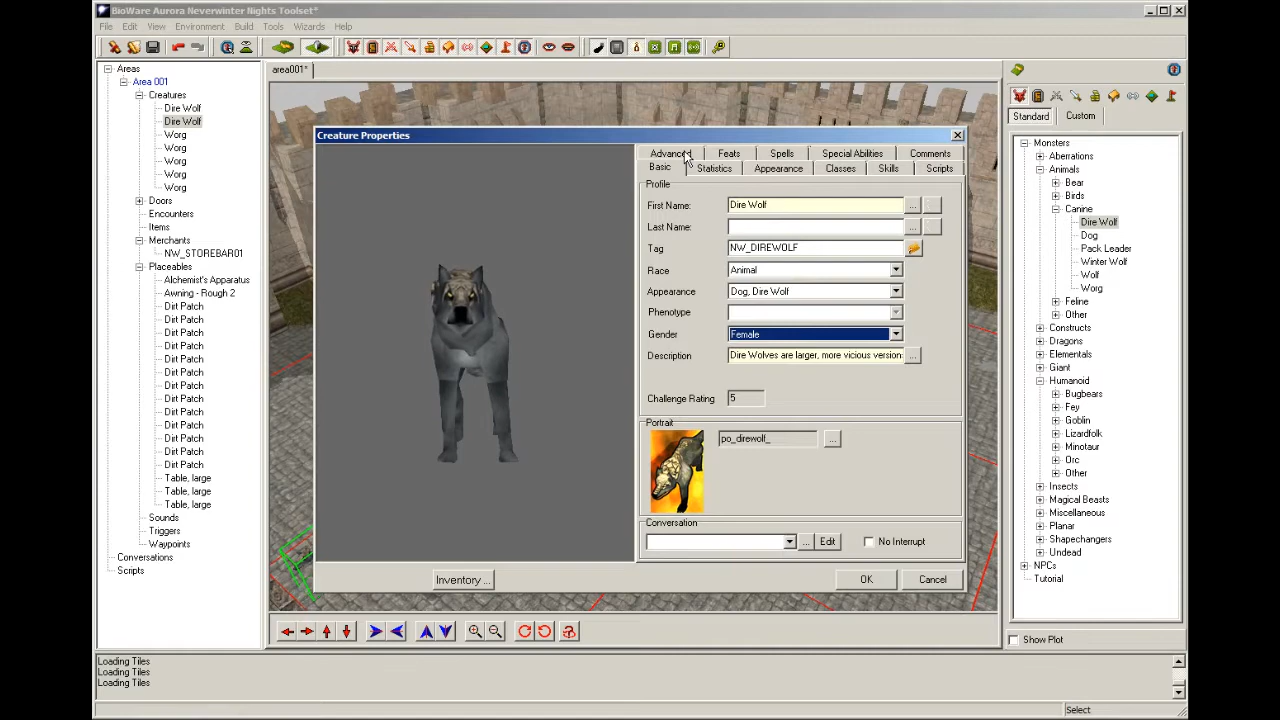 BioWare Aurora Neverwinter Nights Toolset*
File Edit View Environment Build Tools Wizards Help
Areas
Area 001
Creatures
Dire Wolf
Dire Wolf
Worg
Worg
Worg
Worg
Worg
Doors
Encounters
Items
Merchants
NW_STOREBAR01
Placeables
Alchemist's Apparatus
Awning - Rough 2
Dirt Patch
Dirt Patch
Dirt Patch
Dirt Patch
Dirt Patch
Dirt Patch
Dirt Patch
Dirt Patch
Dirt Patch
Dirt Patch
Dirt Patch
Dirt Patch
Dirt Patch
Table, large
Table, large
Table, large
Sounds
Triggers
Waypoints
Conversations
Scripts
area001*
Creature Properties
Advanced Feats Spells Special Abilities Comments
Basic Statistics Appearance Classes Skills Scripts
Profile
First Name: Dire Wolf ...
Last Name: ...
Tag NW_DIREWOLF
Race Animal
Appearance Dog, Dire Wolf
Phenotype
Gender Female
Description Dire Wolves are larger, more vicious version ...
Challenge Rating 5
Portrait
po_direwolf_ ...
Conversation
... Edit No Interrupt
Inventory ... OK Cancel
Standard Custom
Monsters
Aberrations
Animals
Bear
Birds
Canine
Dire Wolf
Dog
Pack Leader
Winter Wolf
Wolf
Worg
Feline
Other
Constructs
Dragons
Elementals
Giant
Humanoid
Bugbears
Fey
Goblin
Lizardfolk
Minotaur
Orc
Other
Insects
Magical Beasts
Miscellaneous
Planar
Shapechangers
Undead
NPCs
Tutorial
Show Plot
Loading Tiles
Loading Tiles
Loading Tiles
Select